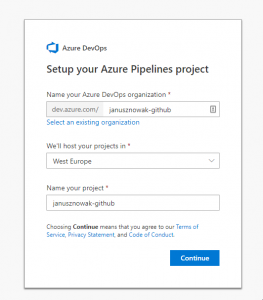 Azure DevOps
Setup your Azure Pipelines project
Name your Azure DevOps organization *
dev.azure.com/ janusznowak-github
Select an existing organization
We'll host your projects in *
West Europe
Name your project *
janusznowak-github
Choosing Continue means that you agree to our Terms of
Service, Privacy Statement, and Code of Conduct.
Continue